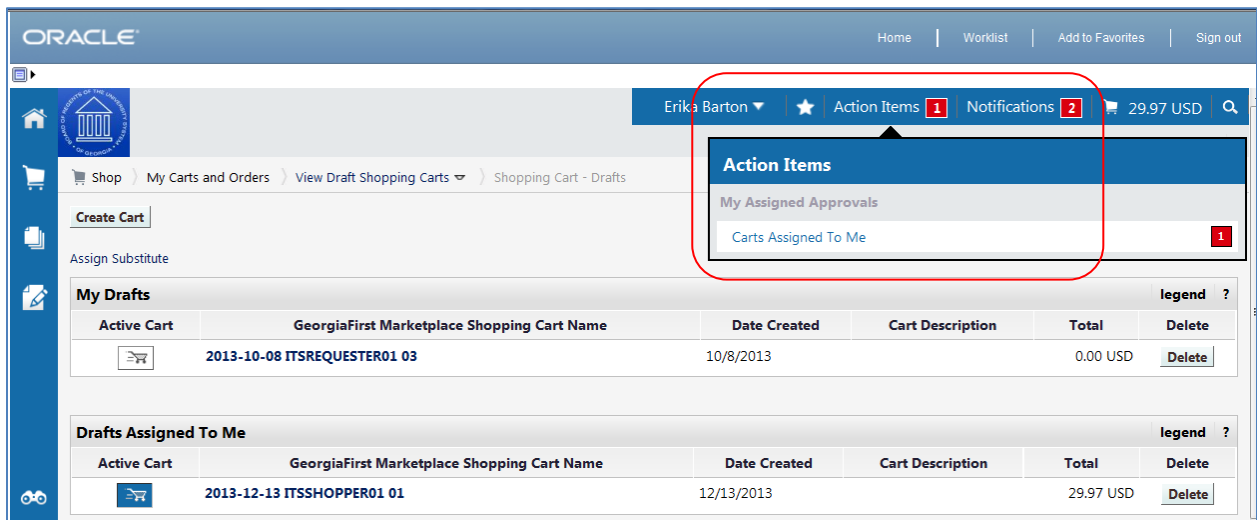 ORACLE
Home Worklist Add to Favorites Sign out
Erika Barton Action Items 1 Notifications 2 29.97 USD
Action Items
My Assigned Approvals
Carts Assigned To Me 1
Shop My Carts and Orders View Draft Shopping Carts Shopping Cart - Drafts
Create Cart
Assign Substitute
My Drafts legend ?
Active Cart GeorgiaFirst Marketplace Shopping Cart Name Date Created Cart Description Total Delete
2013-10-08 ITSREQUESTER01 03 10/8/2013 0.00 USD Delete
Drafts Assigned To Me legend ?
Active Cart GeorgiaFirst Marketplace Shopping Cart Name Date Created Cart Description Total Delete
2013-12-13 ITSSHOPPER01 01 12/13/2013 29.97 USD Delete